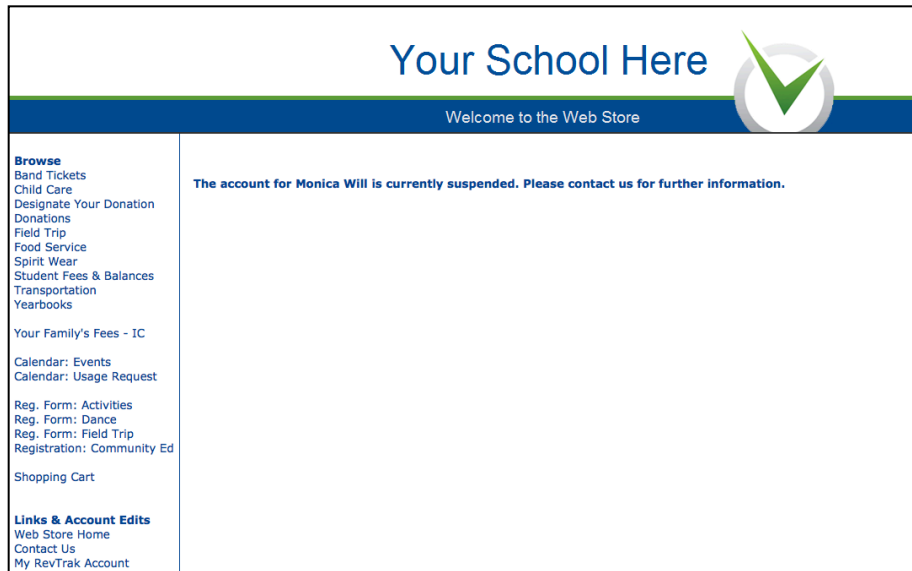 Your School Here
Welcome to the Web Store
Browse
Band Tickets
Child Care
Designate Your Donation
Donations
Field Trip
Food Service
Spirit Wear
Student Fees & Balances
Transportation
Yearbooks
Your Family's Fees - IC
Calendar: Events
Calendar: Usage Request
Reg. Form: Activities
Reg. Form: Dance
Reg. Form: Field Trip
Registration: Community Ed
Shopping Cart
Links & Account Edits
Web Store Home
Contact Us
My RevTrak Account
The account for Monica Will is currently suspended. Please contact us for further information.